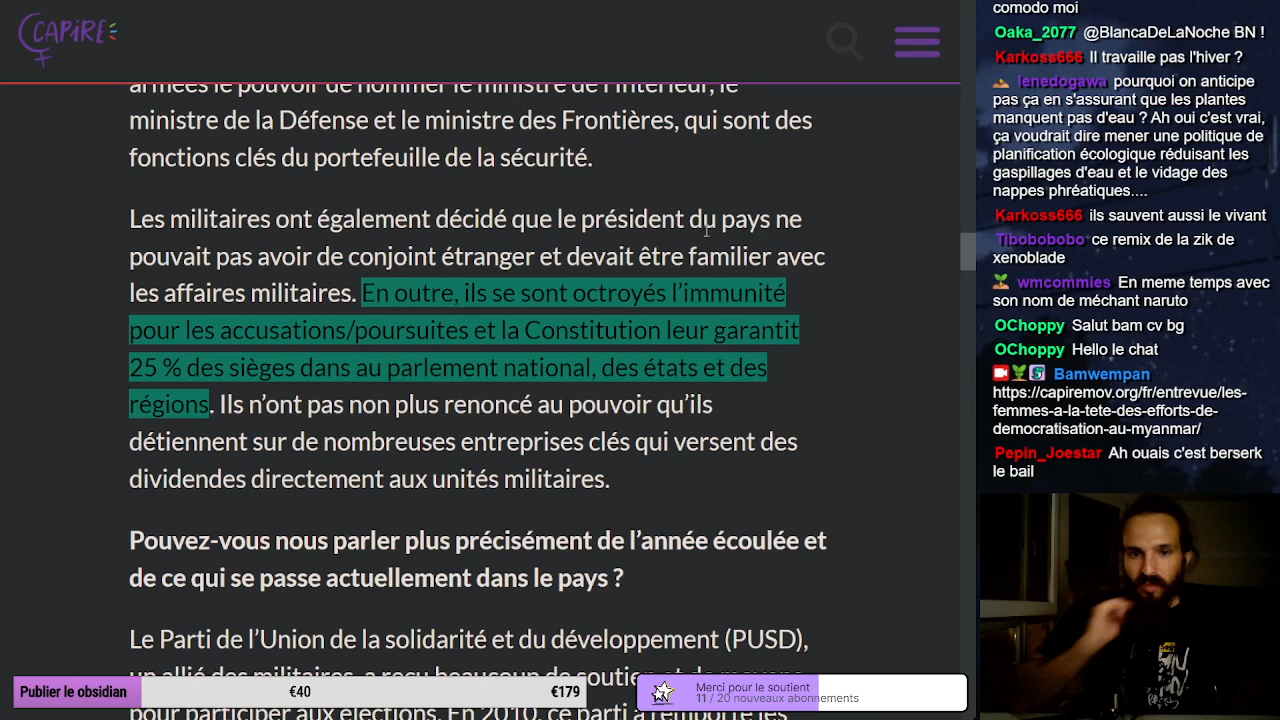 CAPIRE
armées le pouvoir de nommer le ministre de l'Intérieur, le
ministre de la Défense et le ministre des Frontières, qui sont des
fonctions clés du portefeuille de la sécurité.
Les militaires ont également décidé que le président du pays ne
pouvait pas avoir de conjoint étranger et devait être familier avec
les affaires militaires. En outre, ils se sont octroyés l’immunité
pour les accusations/poursuites et la Constitution leur garantit
25 % des sièges dans au parlement national, des états et des
régions. Ils n’ont pas non plus renoncé au pouvoir qu’ils
détiennent sur de nombreuses entreprises clés qui versent des
dividendes directement aux unités militaires.
Pouvez-vous nous parler plus précisément de l’année écoulée et
de ce qui se passe actuellement dans le pays ?
Le Parti de l’Union de la solidarité et du développement (PUSD),
un allié des militaires, a reçu beaucoup de soutien et de moyens
pour participer aux élections. En 2010, ce parti a remporté les
Publier le obsidian
€40
€179
Merci pour le soutient
11 / 20 nouveaux abonnements
comodo moi
Oaka_2077 @BlancaDeLaNoche BN !
Karkoss666 Il travaille pas l'hiver ?
lenedogawa pourquoi on anticipe
pas ça en s'assurant que les plantes
manquent pas d'eau ? Ah oui c'est vrai,
ça voudrait dire mener une politique de
planification écologique réduisant les
gaspillages d'eau et le vidage des
nappes phréatiques....
Karkoss666 ils sauvent aussi le vivant
Tibobobobo ce remix de la zik de
xenoblade
wmcommies En meme temps avec
son nom de méchant naruto
OChoppy Salut bam cv bg
OChoppy Hello le chat
Bamwempan
https://capiremov.org/fr/entrevue/les-
femmes-a-la-tete-des-efforts-de-
democratisation-au-myanmar/
Pepin_Joestar Ah ouais c'est berserk
le bail